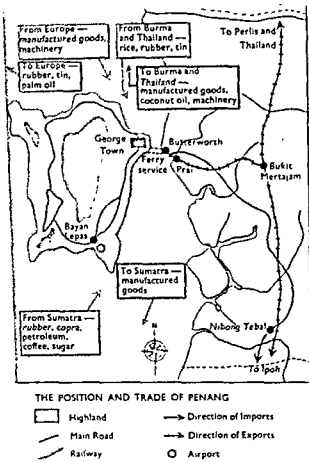 From Europe —
manufactured goods,
machinery
From Burma
and Thailand —
rice, rubber, tin
To Perlis and
Thailand
To Europe —
rubber, tin,
palm oil
To Burma and
Thailand —
manufactured goods,
coconut oil, machinery
George
Town
Butterworth
Ferry
service
Prai
Bukit
Mertajam
Bayan
Lepas
To Sumatra —
manufactured
goods
From Sumatra —
rubber, copra,
petroleum,
coffee, sugar
N
Nibong Tebal
To Ipoh
THE POSITION AND TRADE OF PENANG
Highland
Direction of Imports
Main Road
Direction of Exports
Railway
Airport